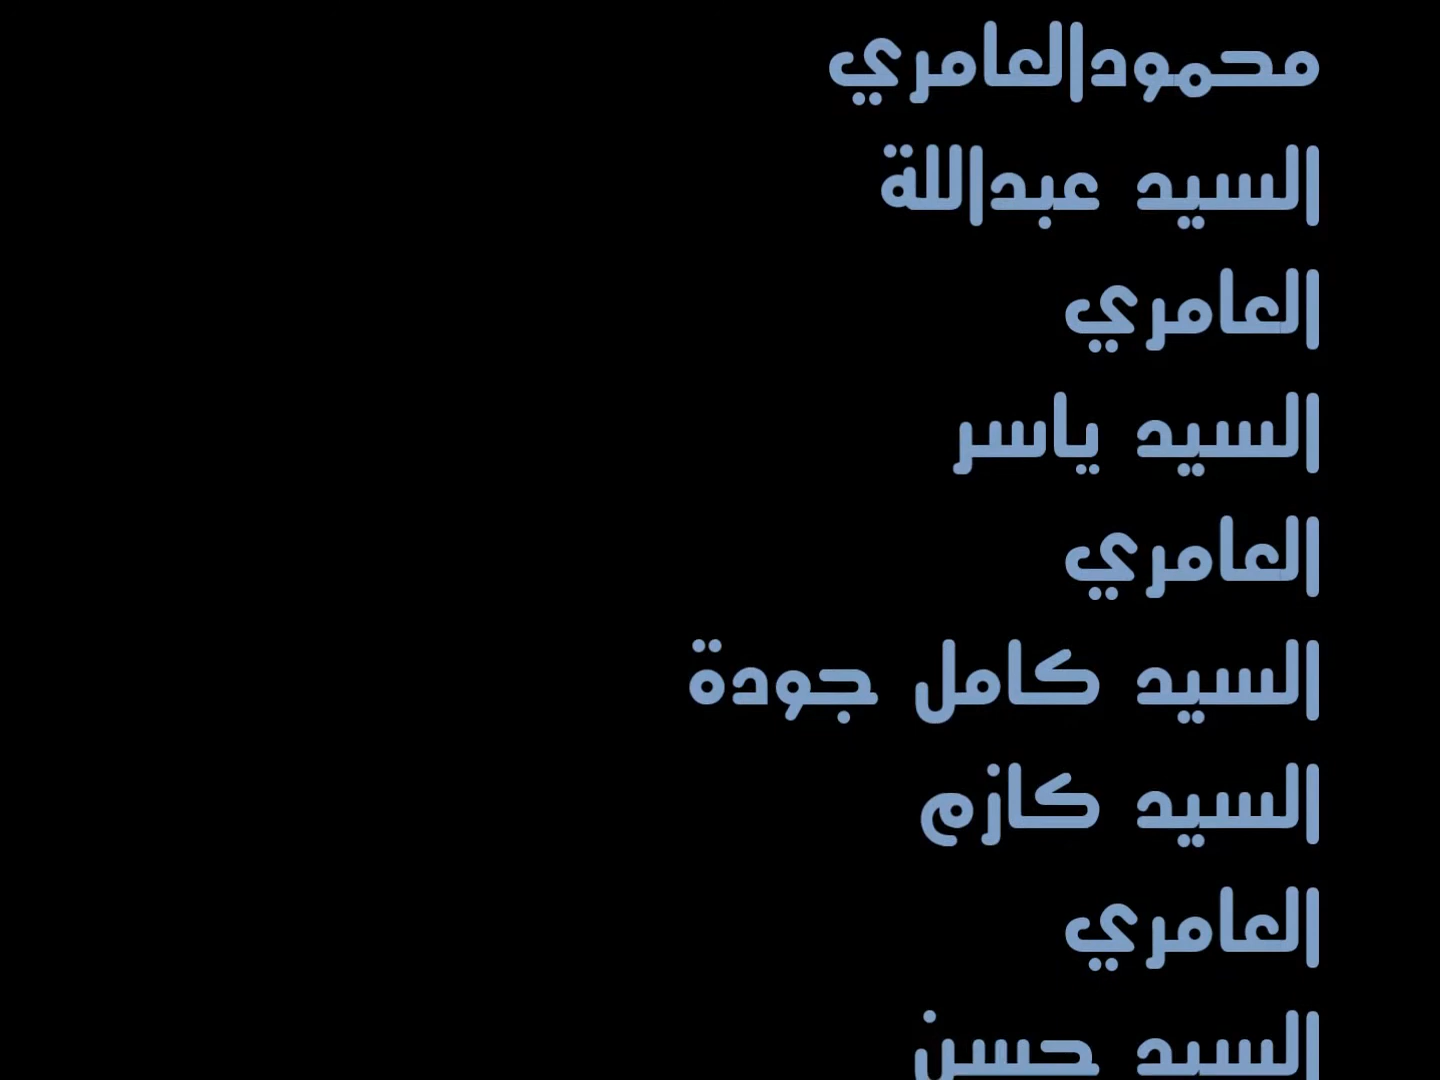 محمودالعامري
السيد عبداللة
العامري
السيد ياسر
العامري
السيد كامل جودة
السيد كازم
العامري
السيد حسن